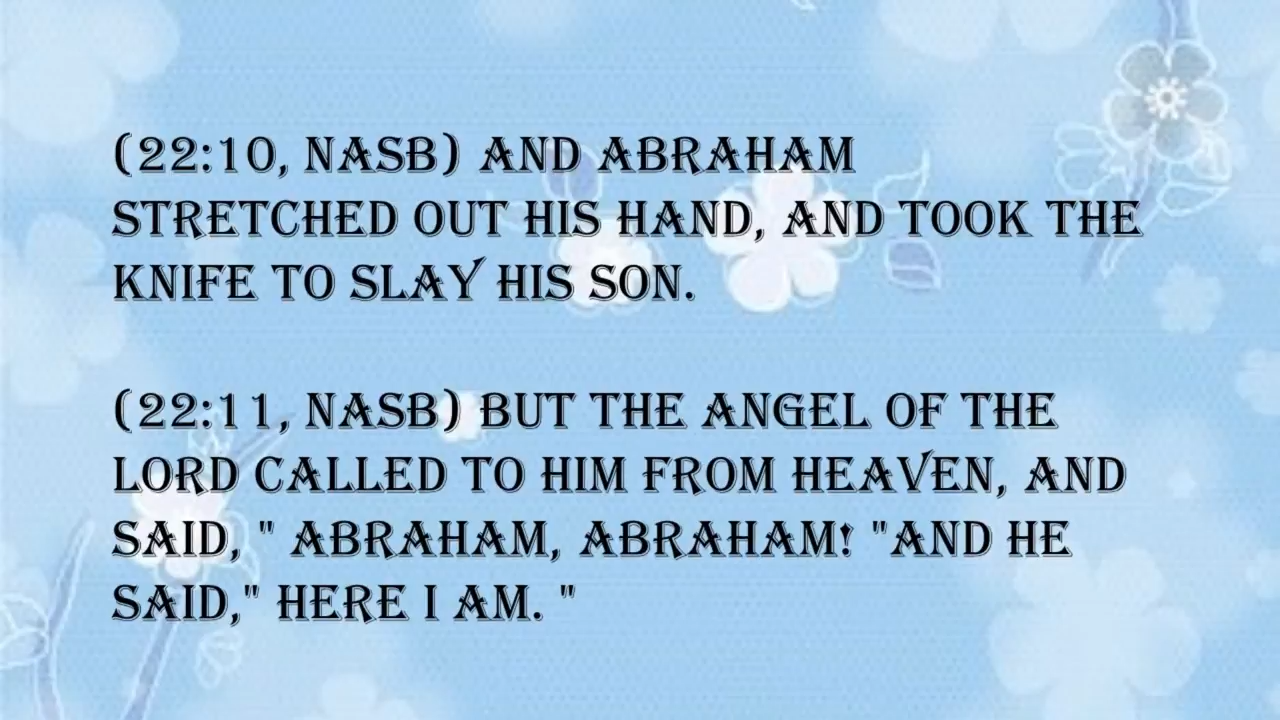 (22:10, NASB) AND ABRAHAM
STRETCHED OUT HIS HAND, AND TOOK THE
KNIFE TO SLAY HIS SON.
(22:11, NASB) BUT THE ANGEL OF THE
LORD CALLED TO HIM FROM HEAVEN, AND
SAID, " ABRAHAM, ABRAHAM! "AND HE
SAID," HERE I AM. "